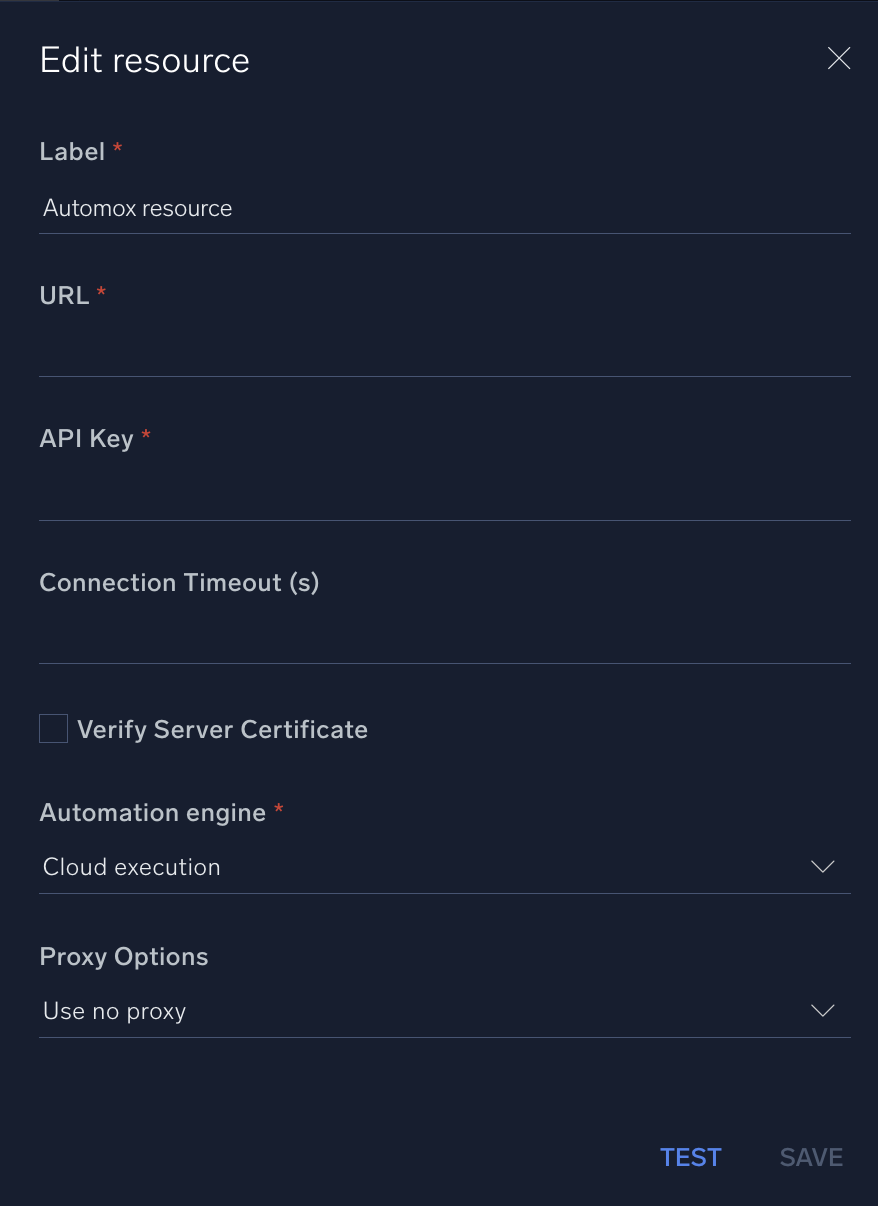 Edit resource
Label *
Automox resource
URL *
API Key *
Connection Timeout (s)
Verify Server Certificate
Automation engine *
Cloud execution
Proxy Options
Use no proxy
TEST SAVE